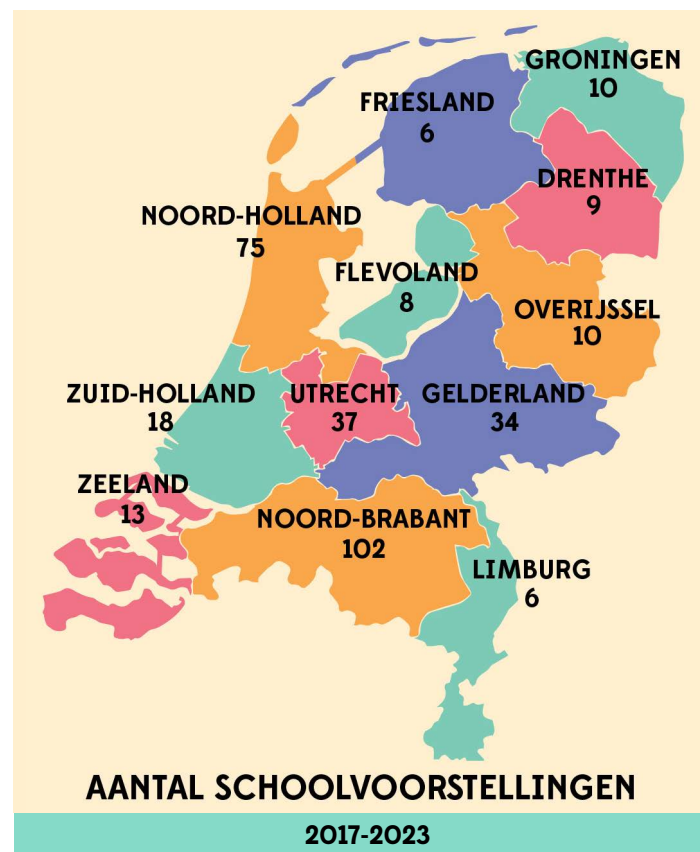 GRONINGEN
10
FRIESLAND
6
DRENTHE
9
NOORD-HOLLAND
75
FLEVOLAND
8
OVERIJSSEL
10
ZUID-HOLLAND
18
UTRECHT
37
GELDERLAND
34
ZEELAND
13
NOORD-BRABANT
102
LIMBURG
6
AANTAL SCHOOLVOORSTELLINGEN
2017-2023